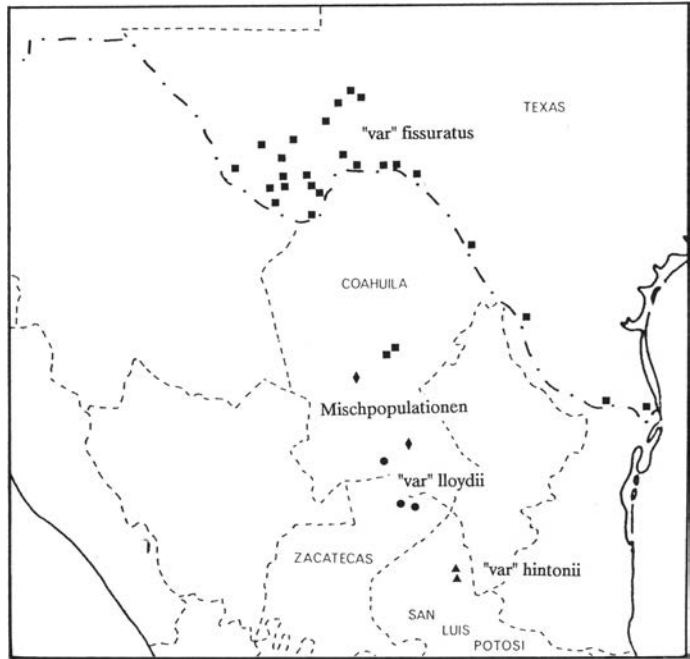 TEXAS
"var" fissuratus
COAHUILA
Mischpopulationen
"var" lloydii
ZACATECAS
"var" hintonii
SAN
LUIS
POTOSI